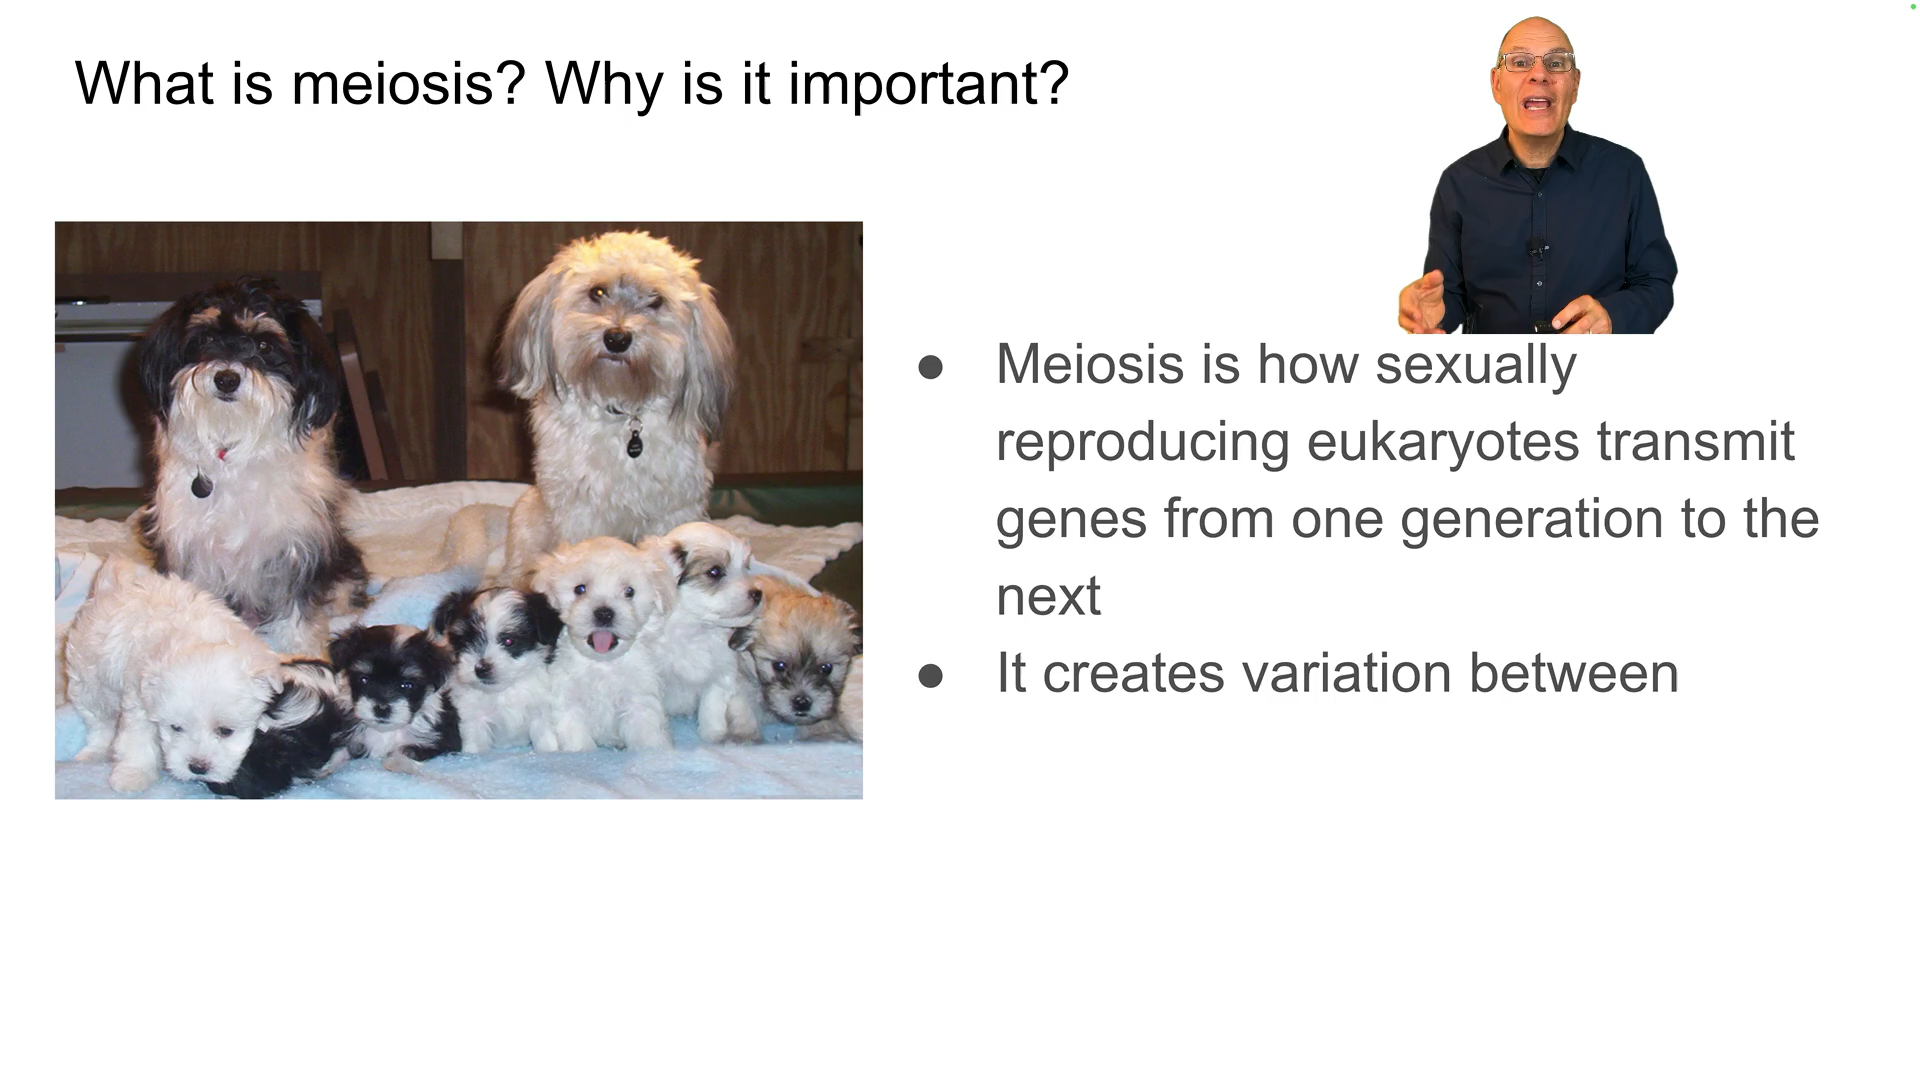 What is meiosis? Why is it important?
● Meiosis is how sexually
reproducing eukaryotes transmit
genes from one generation to the
next
● It creates variation between